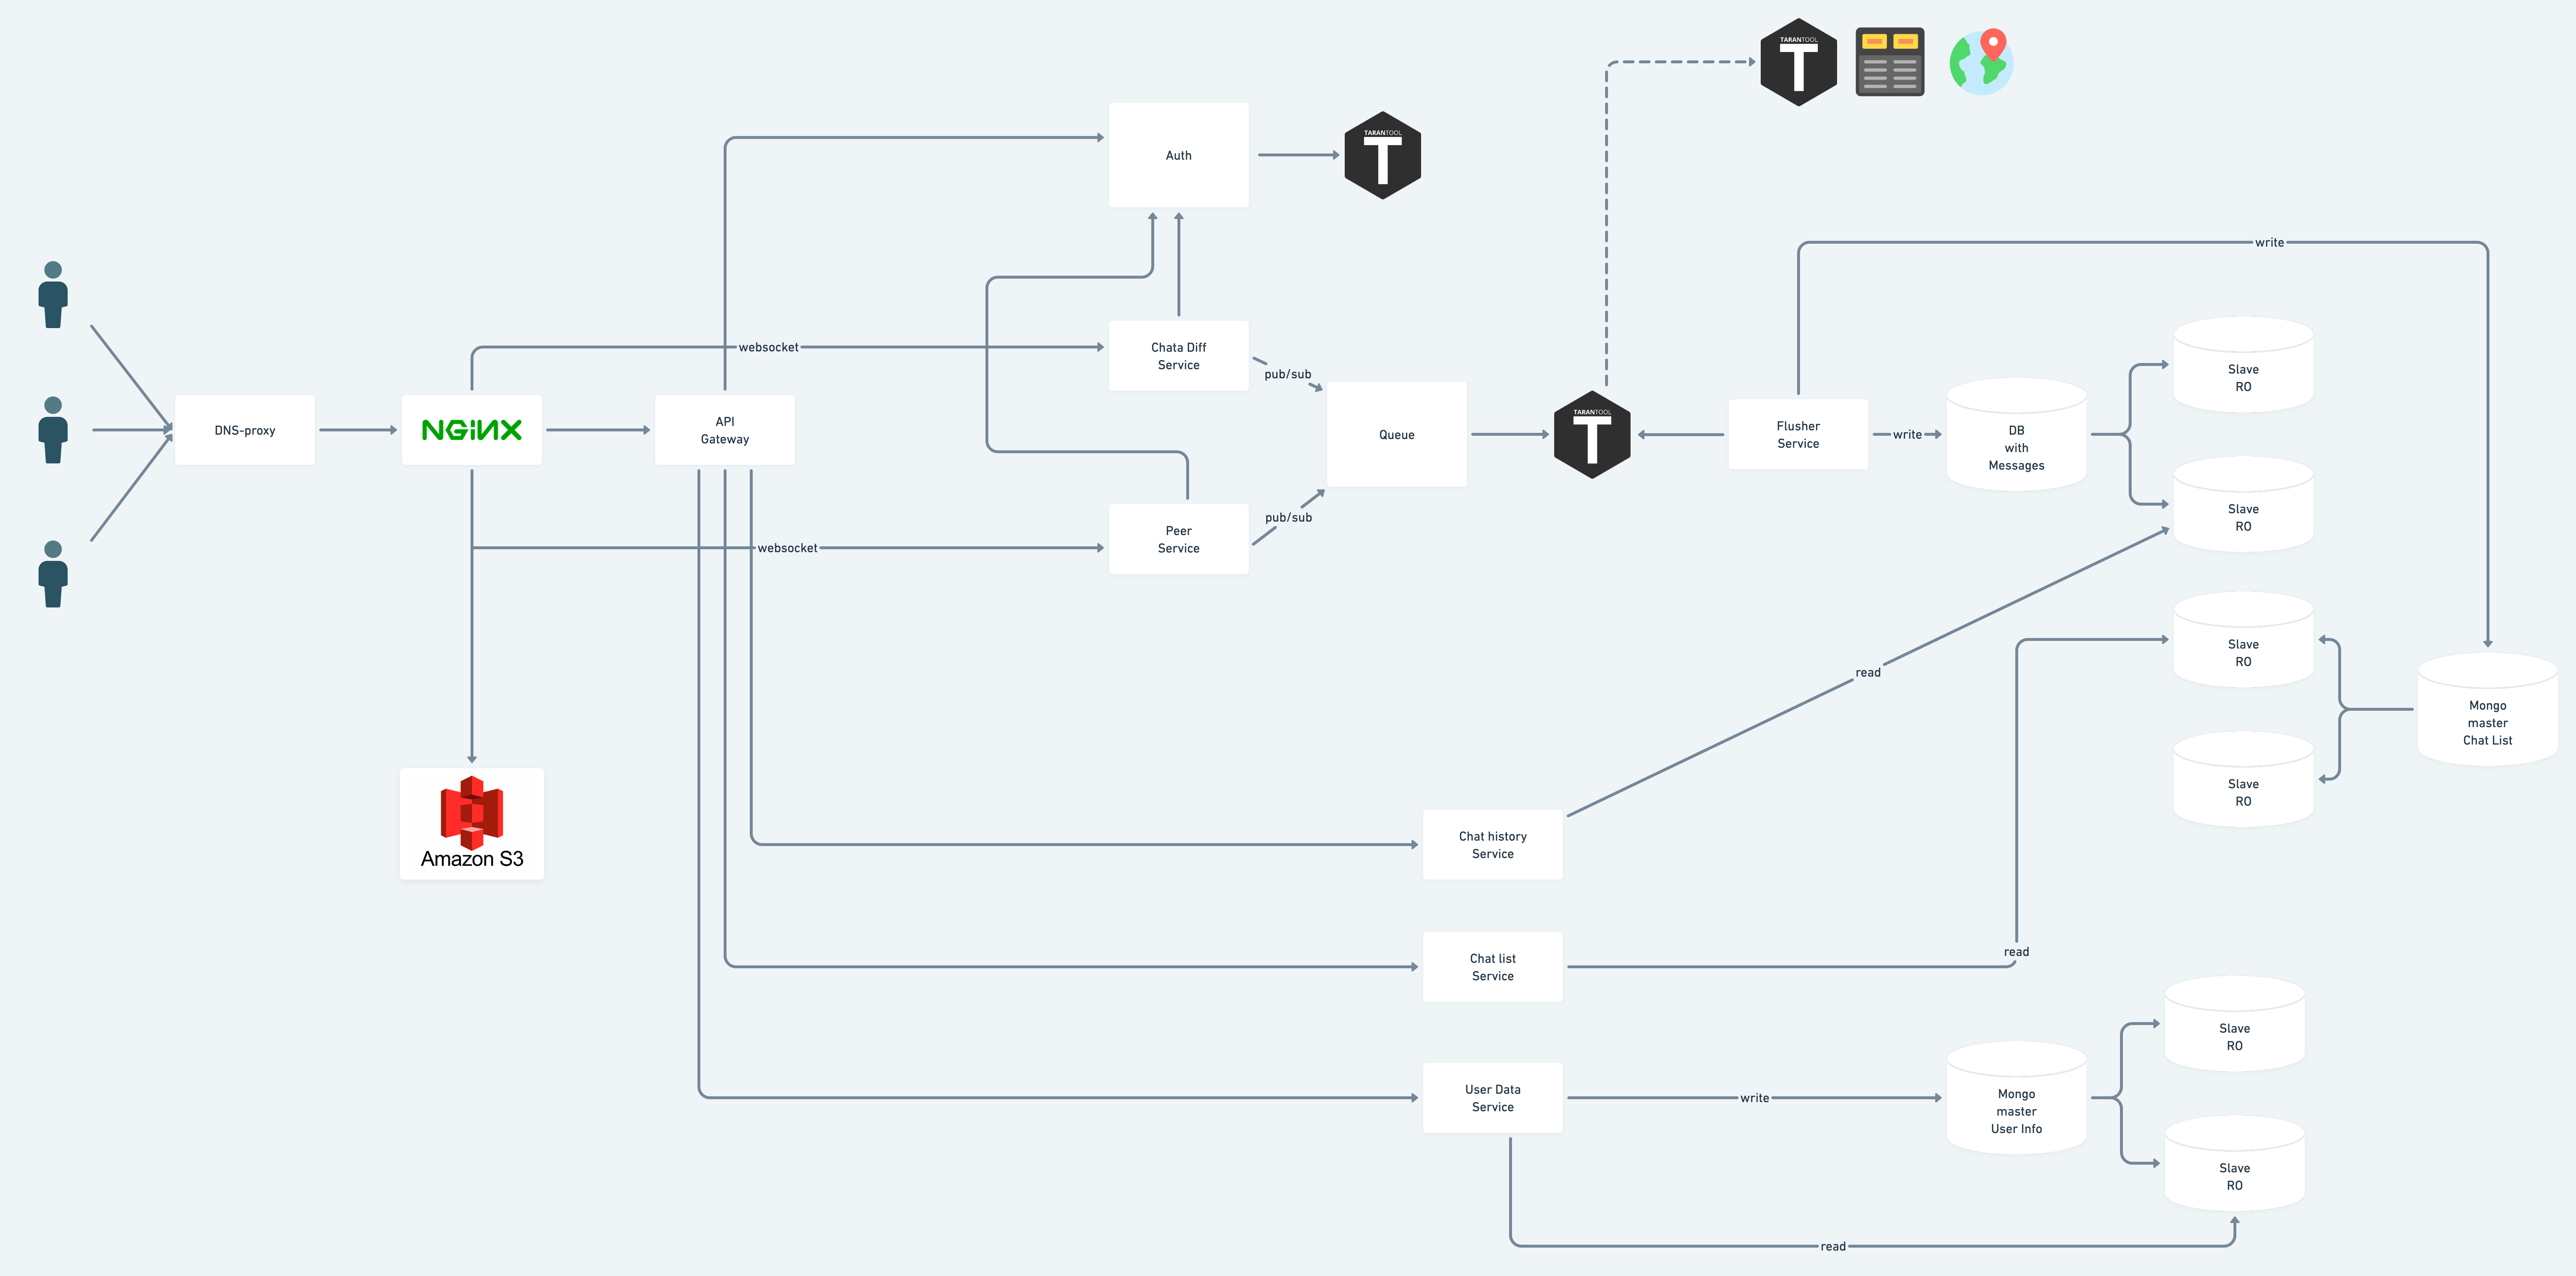 TARANTOOL
T
TARANTOOL
T
Auth
write
websocket
Chata Diff
Service
pub/sub
Slave
RO
DNS-proxy
NGINX
API
Gateway
Queue
TARANTOOL
T
Flusher
Service
write
DB
with
Messages
Slave
RO
pub/sub
Peer
Service
websocket
Slave
RO
read
Mongo
master
Chat List
Slave
RO
Amazon S3
Chat history
Service
Chat list
Service
read
Slave
RO
User Data
Service
write
Mongo
master
User Info
Slave
RO
read